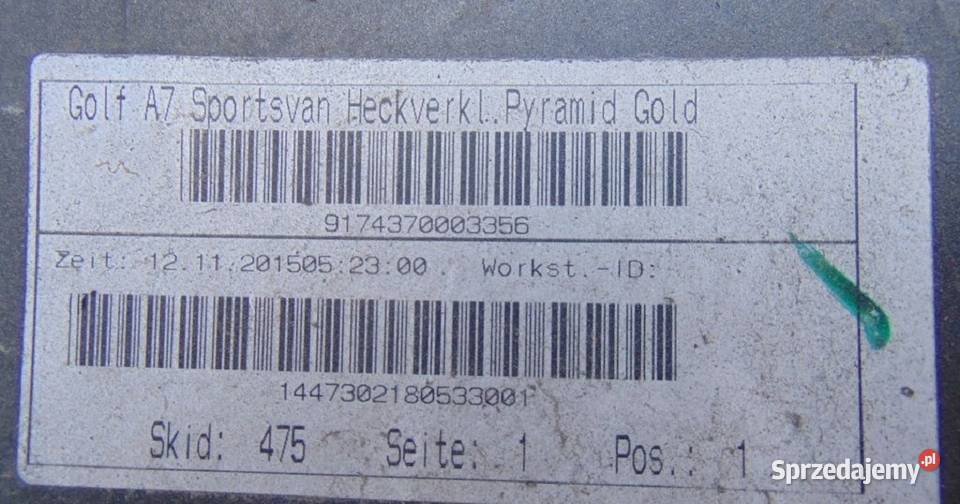 Golf A7 Sportsvan Heckverkl..Pyramid Gold
9174370003356
Zeit: 12.11.201505:23:00 . Workst.-ID:
1447302180533001
Skid: 475 Seite: 1 Pos.: 1
Sprzedajemy.pl